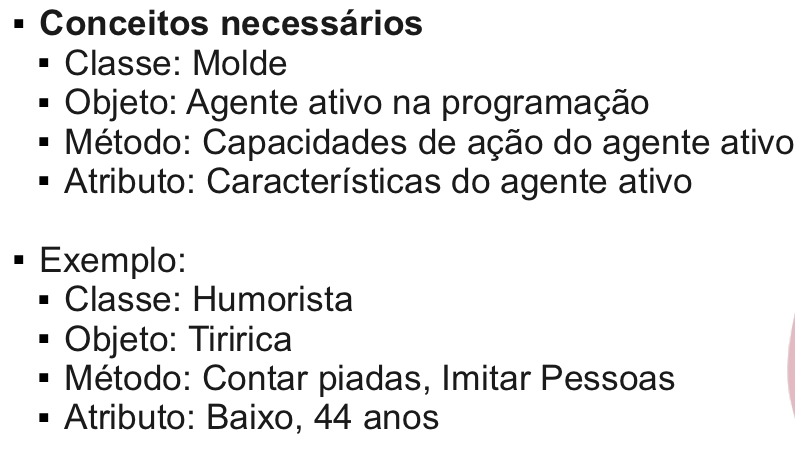 ▪ Conceitos necessários
▪ Classe: Molde
▪ Objeto: Agente ativo na programação
▪ Método: Capacidades de ação do agente ativo
▪ Atributo: Características do agente ativo
▪ Exemplo:
▪ Classe: Humorista
▪ Objeto: Tiririca
▪ Método: Contar piadas, Imitar Pessoas
▪ Atributo: Baixo, 44 anos